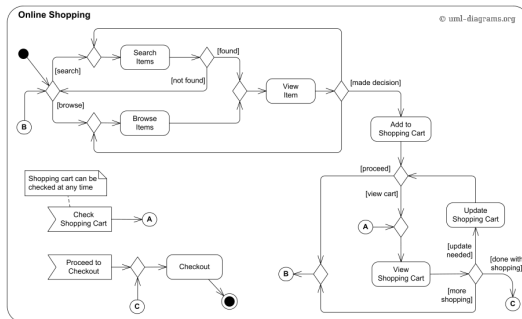 Online Shopping
© uml-diagrams.org
Search
Items
[found]
[search]
[not found]
View
Item
[made decision]
[browse]
Browse
Items
B
Add to
Shopping Cart
Shopping cart can be
checked at any time
[proceed]
[view cart]
Check
Shopping Cart
A
A
Update
Shopping Cart
[update
needed]
[done with
shopping]
Proceed to
Checkout
Checkout
B
View
Shopping Cart
[more
shopping]
C
C